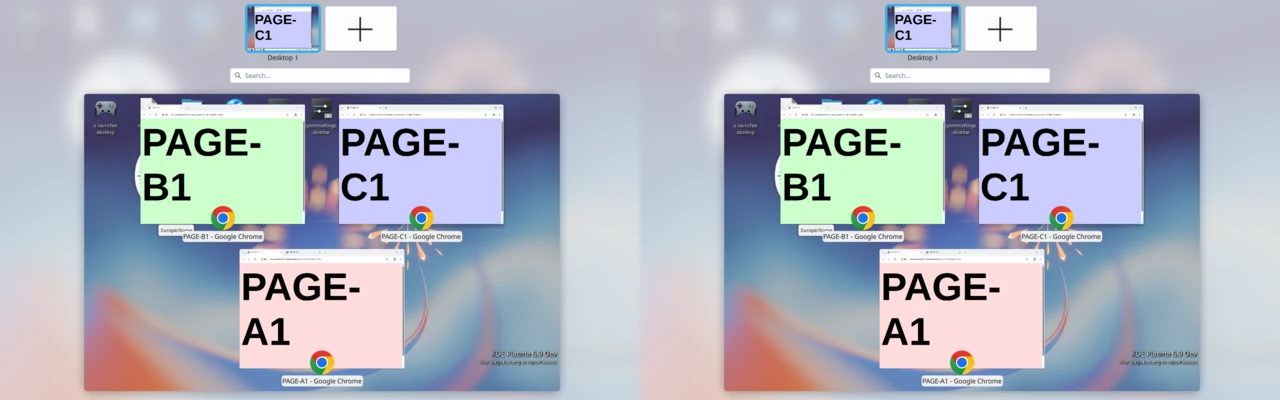 PAGE-
C1
Desktop 1
Search...
PAGE-
B1
PAGE-
C1
PAGE-B1 - Google Chrome
PAGE-C1 - Google Chrome
PAGE-
A1
KDE Plasma 6.9 Dev
PAGE-A1 - Google Chrome
PAGE-
C1
Desktop 1
Search...
PAGE-
B1
PAGE-
C1
PAGE-B1 - Google Chrome
PAGE-C1 - Google Chrome
PAGE-
A1
KDE Plasma 6.9 Dev
PAGE-A1 - Google Chrome